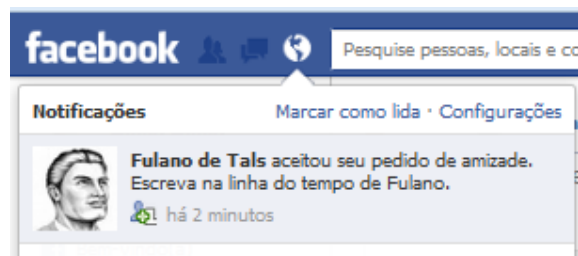 facebook
Pesquise pessoas, locais e co
Notificações
Marcar como lida · Configurações
Fulano de Tals aceitou seu pedido de amizade.
Escreva na linha do tempo de Fulano.
há 2 minutos